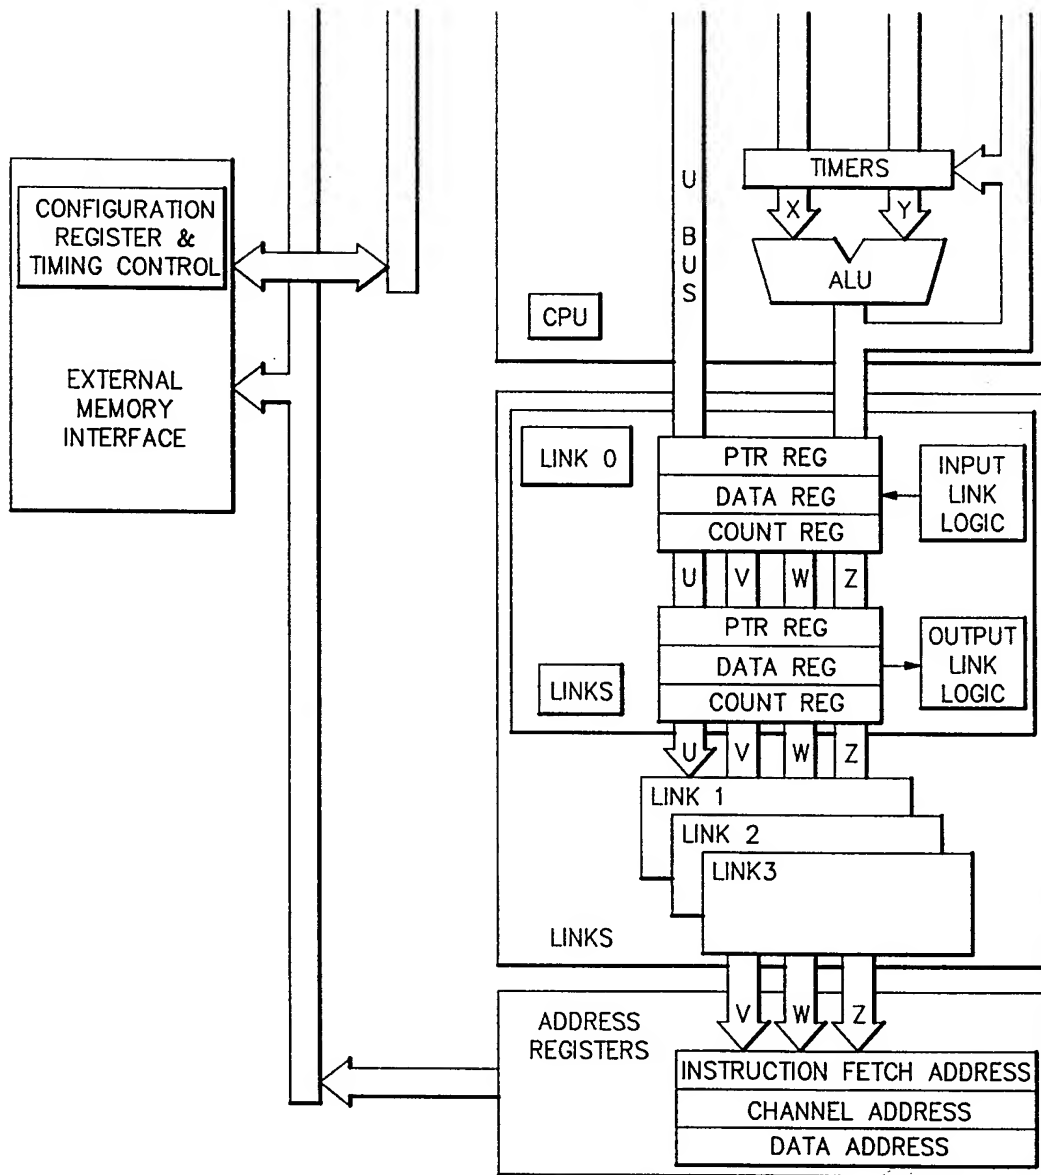 TIMERS
U BUS
X
Y
ALU
CPU
CONFIGURATION
REGISTER &
TIMING CONTROL
EXTERNAL
MEMORY
INTERFACE
LINK 0
PTR REG
DATA REG
COUNT REG
INPUT
LINK
LOGIC
U
V
W
Z
PTR REG
DATA REG
COUNT REG
OUTPUT
LINK
LOGIC
LINKS
U
V
W
Z
LINK 1
LINK 2
LINK3
LINKS
V
W
Z
ADDRESS
REGISTERS
INSTRUCTION FETCH ADDRESS
CHANNEL ADDRESS
DATA ADDRESS